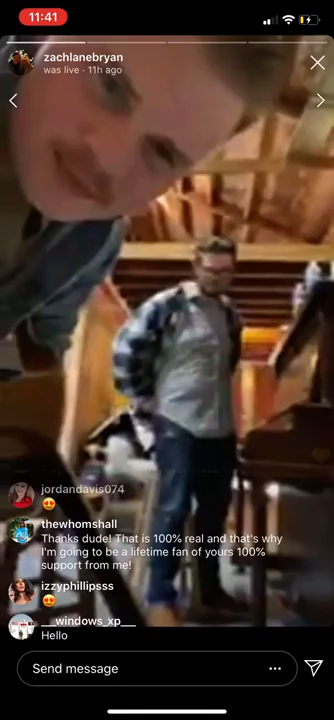 11:41
zachlanebryan
was live · 11h ago
jordandavis074
😍
thewhomshall
Thanks dude! That is 100% real and that's why
I'm going to be a lifetime fan of yours 100%
support from me!
izzyphillipsss
😍
__windows_xp__
Hello
Send message